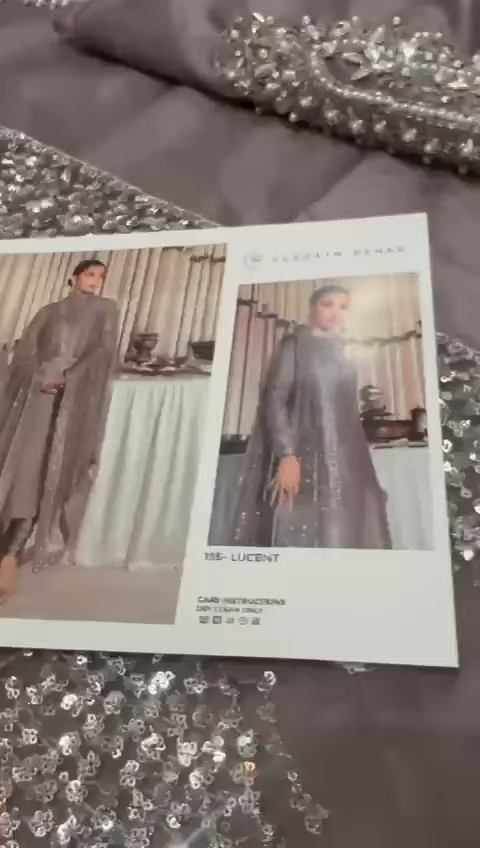 HUSSAIN REHAR
155- LUCENT
CARE INSTRUCTIONS
DRY CLEAN ONLY